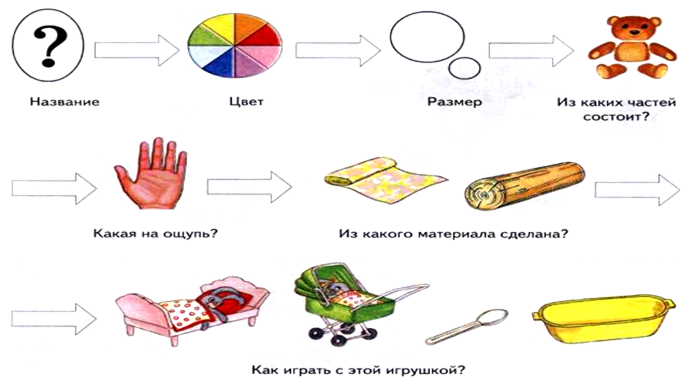 ?
Название
Цвет
Размер
Из каких частей
состоит?
Какая на ощупь?
Из какого материала сделана?
Как играть с этой игрушкой?